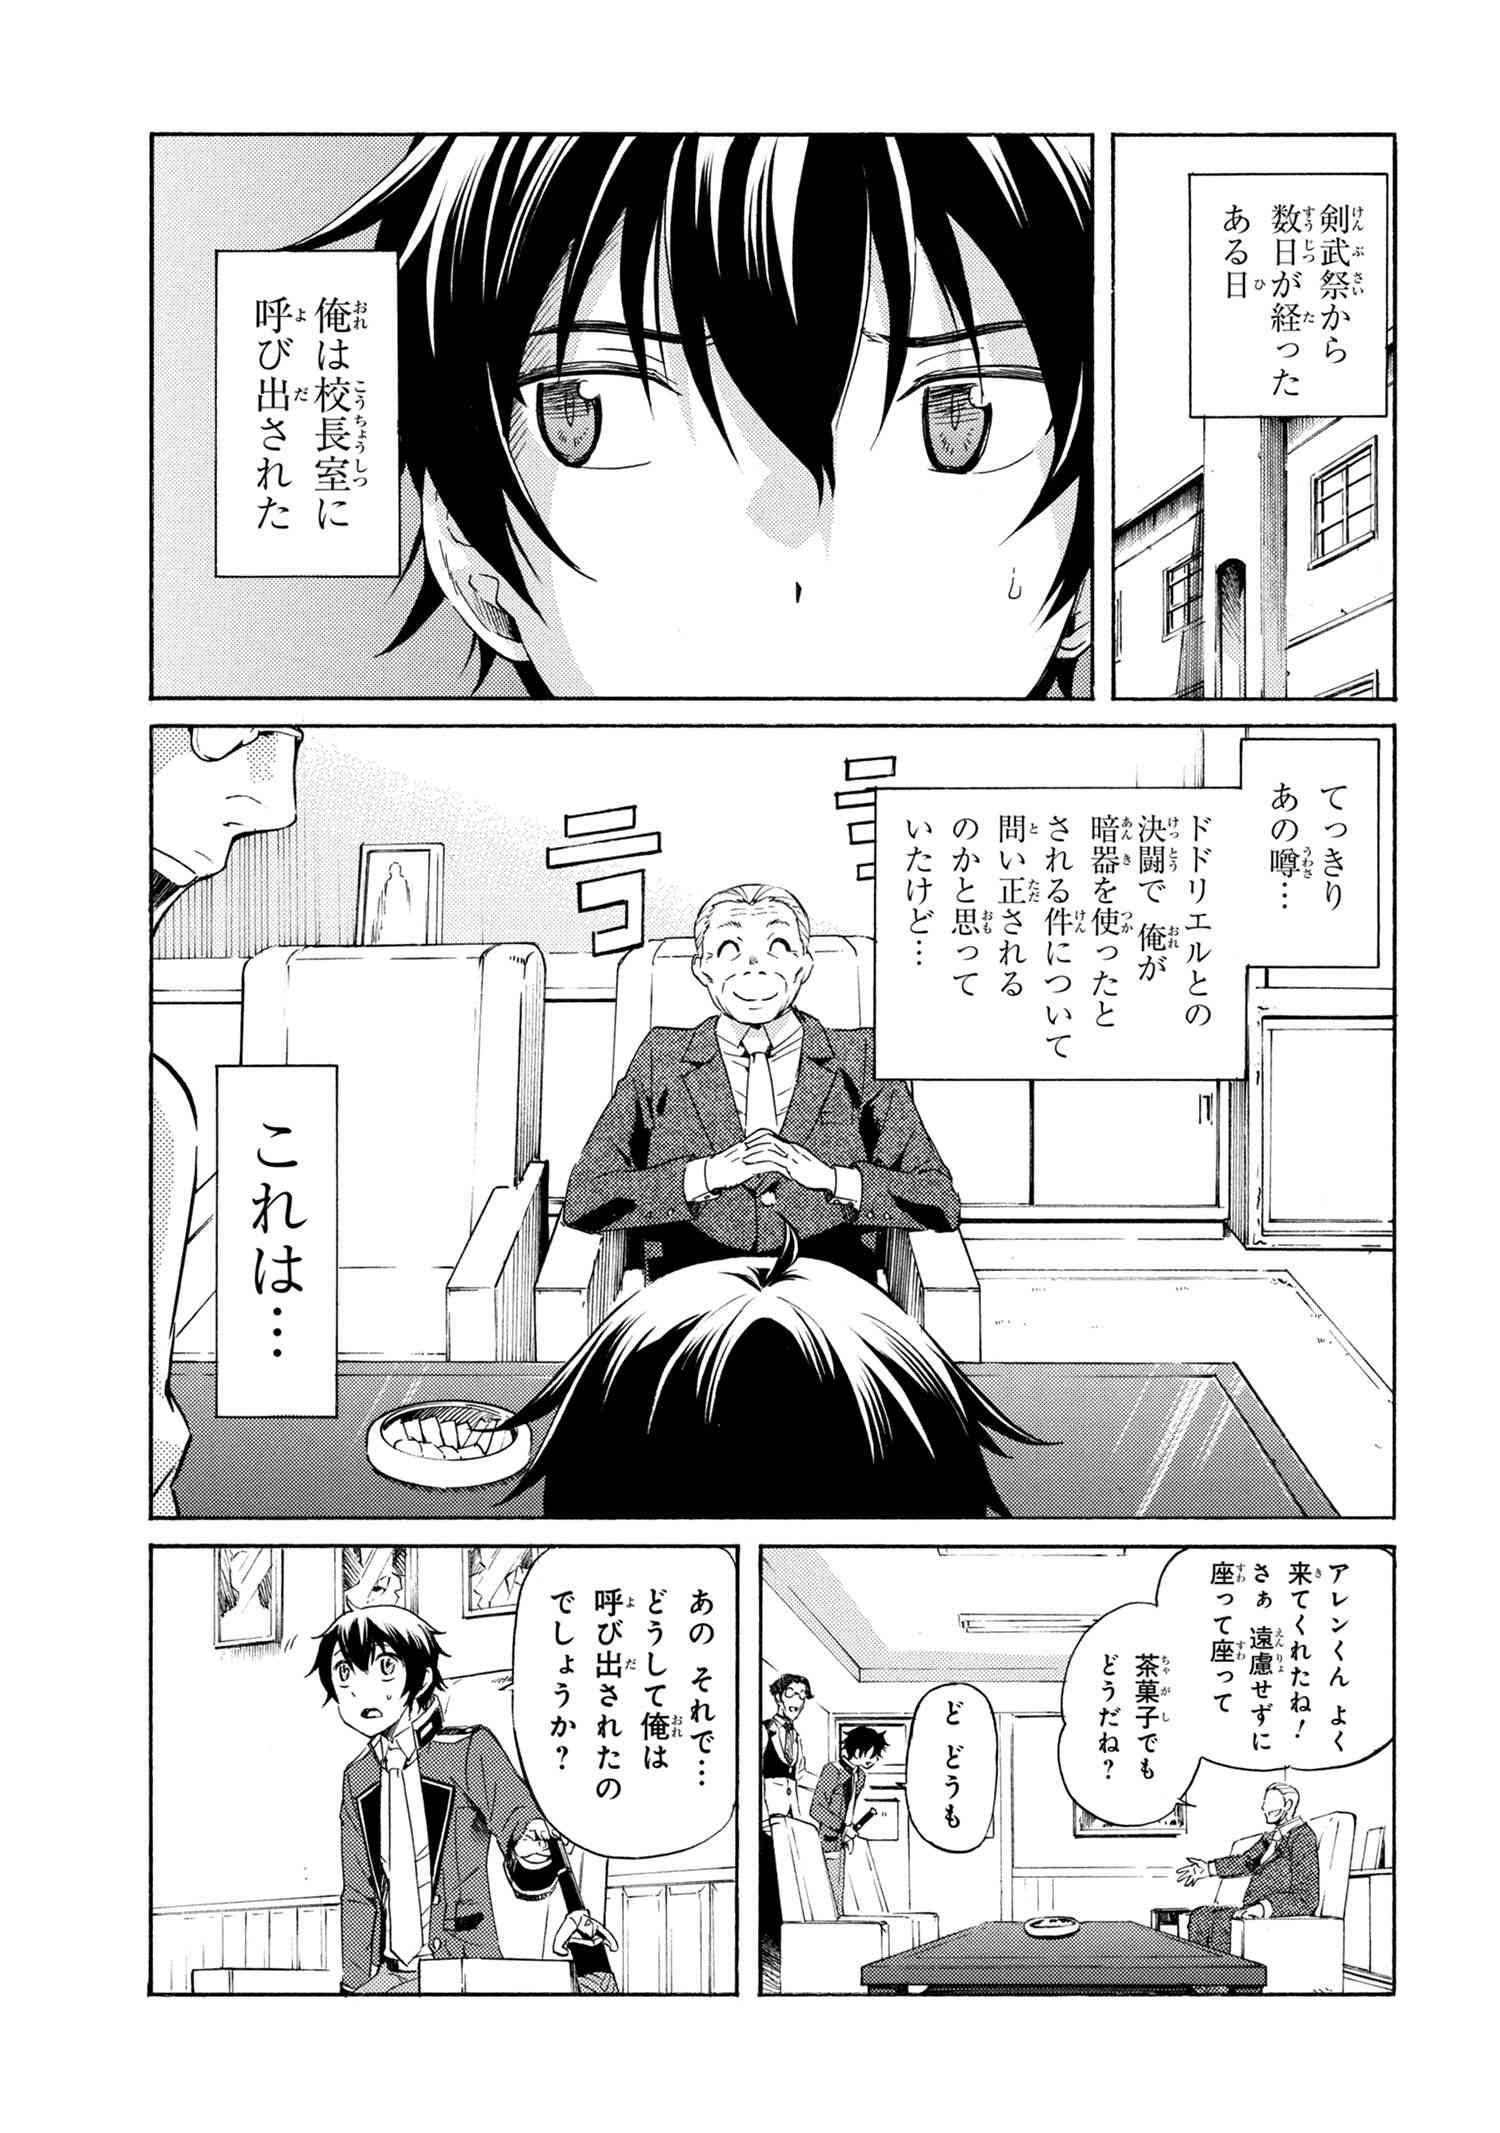 剣武祭から
数日が経った
ある日
俺は校長室に
呼び出された
てっきり
あの噂…
ドドリエルとの
決闘で 俺が
暗器を使ったと
される件について
問い正される
のかと思って
いたけど…
ニコ
ニコ
これは…
アレンくん よく
来てくれたね!
さぁ 遠慮せずに
座って座って
茶菓子でも
どうだね?
ど どうも
あの それで…
どうして俺は
呼び出されたの
でしょうか?